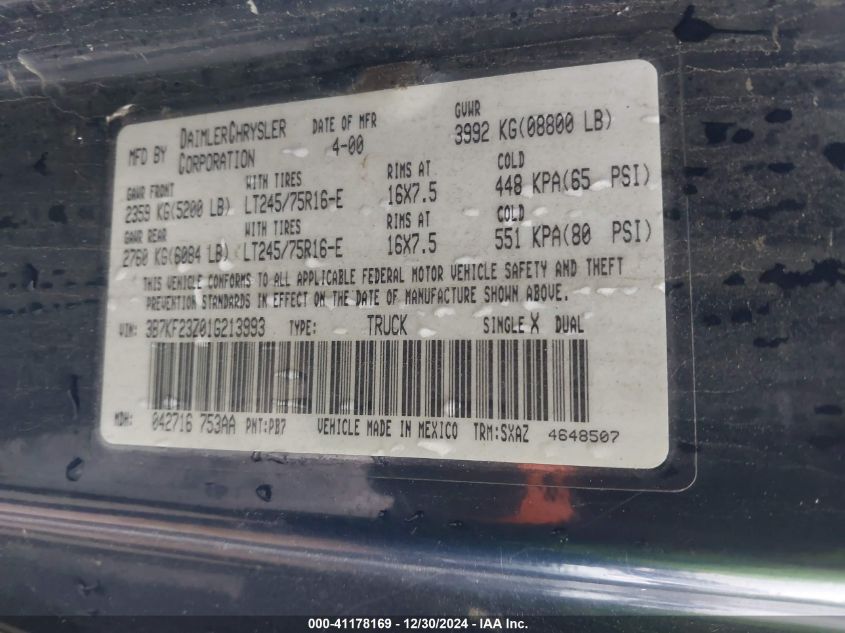 MFD BY DAIMLERCHRYSLER CORPORATION DATE OF MFR 4-00 GVWR 3992 KG(08800 LB)
GAWR FRONT WITH TIRES RIMS AT COLD
2359 KG(5200 LB) LT245/75R16-E 16X7.5 448 KPA(65 PSI)
GAWR REAR WITH TIRES RIMS AT COLD
2760 KG(6084 LB) LT245/75R16-E 16X7.5 551 KPA(80 PSI)
THIS VEHICLE CONFORMS TO ALL APPLICABLE FEDERAL MOTOR VEHICLE SAFETY AND THEFT
PREVENTION STANDARDS IN EFFECT ON THE DATE OF MANUFACTURE SHOWN ABOVE.
VIN: 3B7KF23Z01G213993 TYPE: TRUCK SINGLE X DUAL
MDH: 042716 753AA PNT:PB7 VEHICLE MADE IN MEXICO TRM:SXAZ 4648507
000-41178169 - 12/30/2024 - IAA Inc.